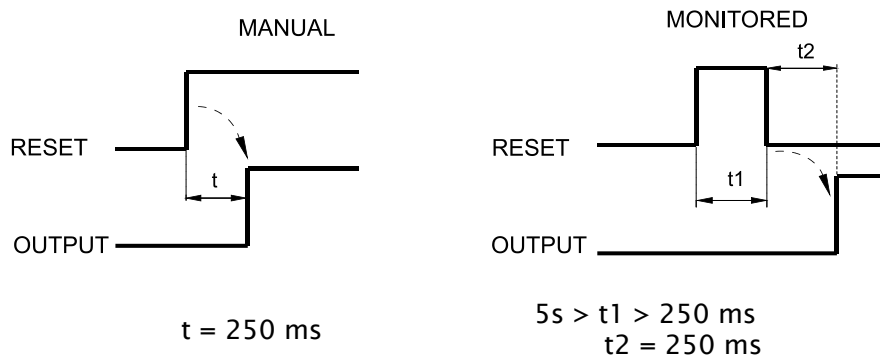 MANUAL
RESET
t
OUTPUT
t = 250 ms
MONITORED
t2
RESET
t1
OUTPUT
5s > t1 > 250 ms
t2 = 250 ms